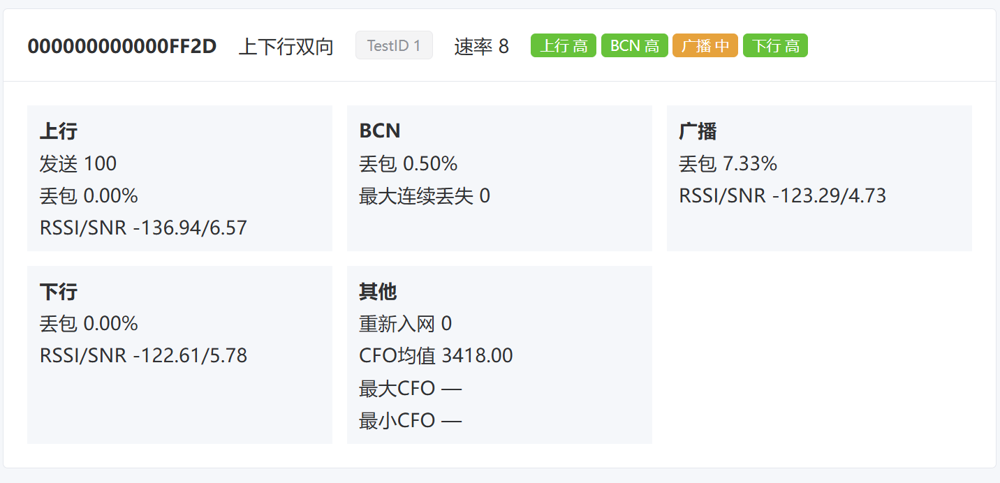 000000000000FF2D 上下行双向 TestID 1 速率 8 上行 高 BCN 高 广播 中 下行 高
上行
发送 100
丢包 0.00%
RSSI/SNR -136.94/6.57
BCN
丢包 0.50%
最大连续丢失 0
广播
丢包 7.33%
RSSI/SNR -123.29/4.73
下行
丢包 0.00%
RSSI/SNR -122.61/5.78
其他
重新入网 0
CFO均值 3418.00
最大CFO —
最小CFO —